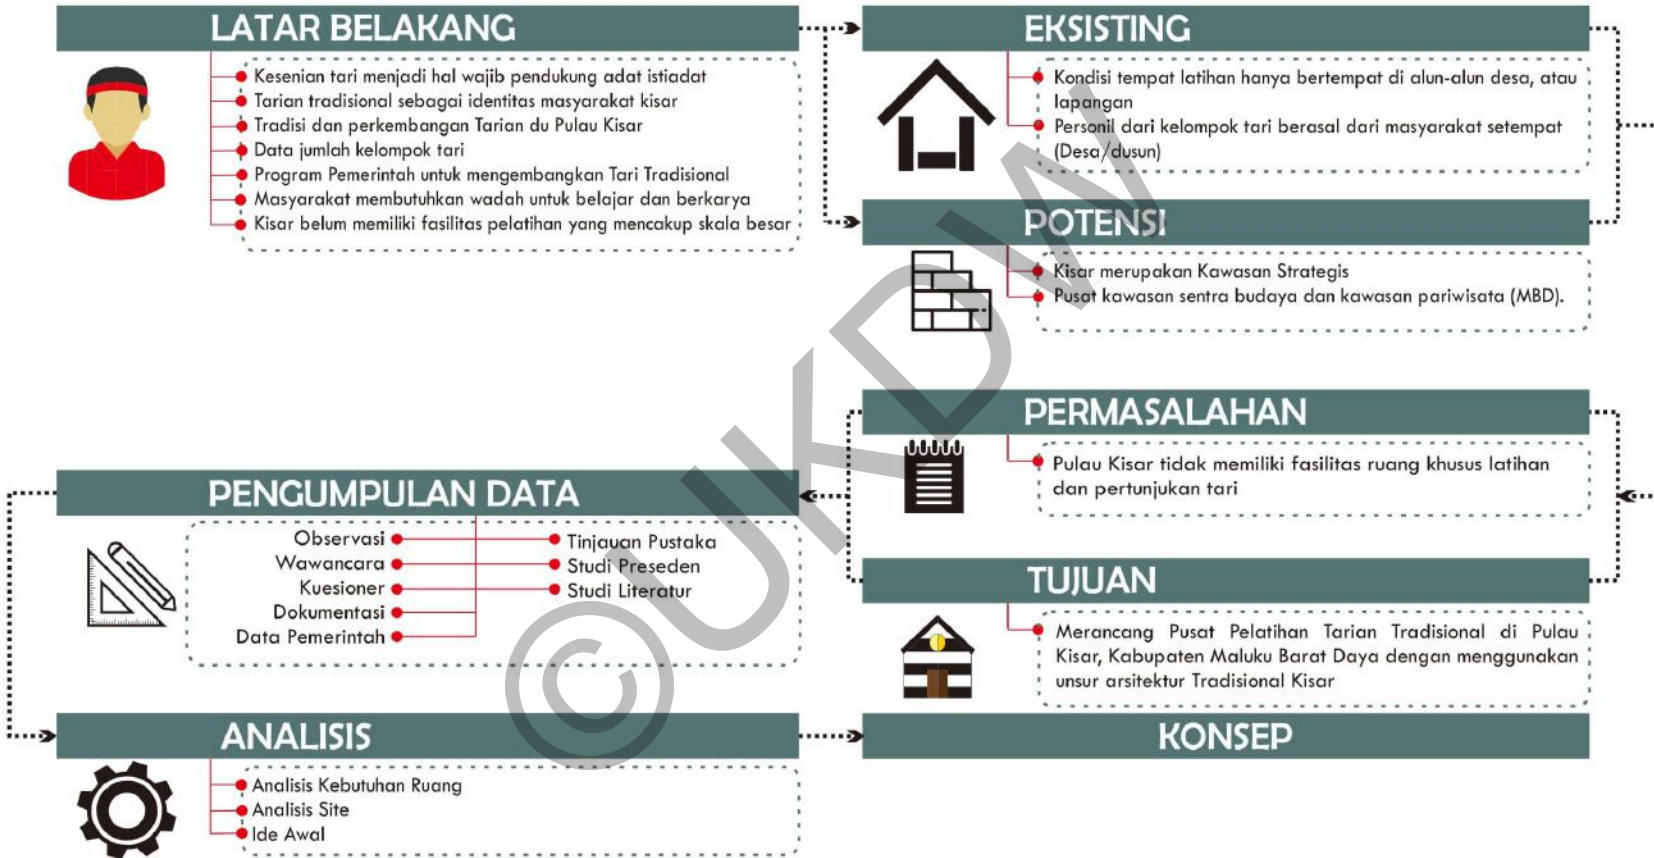 LATAR BELAKANG
Kesenian tari menjadi hal wajib pendukung adat istiadat
Tarian tradisional sebagai identitas masyarakat kisar
Tradisi dan perkembangan Tarian du Pulau Kisar
Data jumlah kelompok tari
Program Pemerintah untuk mengembangkan Tari Tradisional
Masyarakat membutuhkan wadah untuk belajar dan berkarya
Kisar belum memiliki fasilitas pelatihan yang mencakup skala besar
EKSISTING
Kondisi tempat latihan hanya bertempat di alun-alun desa, atau
lapangan
Personil dari kelompok tari berasal dari masyarakat setempat
(Desa/dusun)
POTENSI
Kisar merupakan Kawasan Strategis
Pusat kawasan sentra budaya dan kawasan pariwisata (MBD).
PERMASALAHAN
Pulau Kisar tidak memiliki fasilitas ruang khusus latihan
dan pertunjukan tari
TUJUAN
Merancang Pusat Pelatihan Tarian Tradisional di Pulau
Kisar, Kabupaten Maluku Barat Daya dengan menggunakan
unsur arsitektur Tradisional Kisar
PENGUMPULAN DATA
Observasi
Wawancara
Kuesioner
Dokumentasi
Data Pemerintah
Tinjauan Pustaka
Studi Preseden
Studi Literatur
ANALISIS
Analisis Kebutuhan Ruang
Analisis Site
Ide Awal
KONSEP
©UKDW